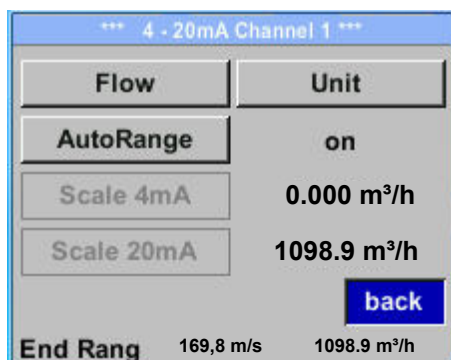 *** 4 - 20mA Channel 1 ***
Flow Unit
AutoRange on
Scale 4mA 0.000 m³/h
Scale 20mA 1098.9 m³/h
back
End Rang 169,8 m/s 1098.9 m³/h